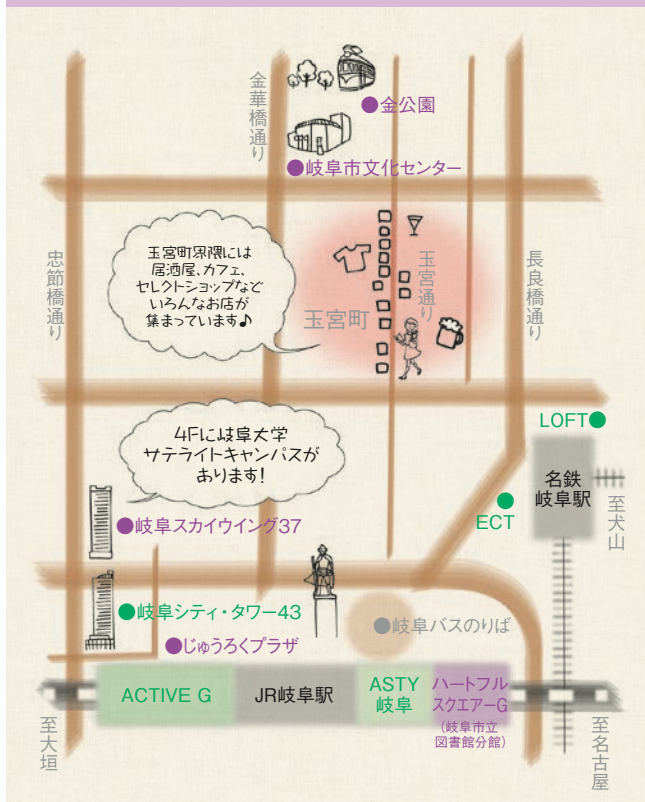 金華橋通り
●金公園
●岐阜市文化センター
忠節橋通り
玉宮町界隈には
居酒屋、カフェ、
セレクトショップなど
いろんなお店が
集まっています♪
玉宮町
玉宮通り
長良橋通り
4Fには岐阜大学
サテライトキャンパスが
あります!
LOFT●
名鉄
岐阜駅
至犬山
●
ECT
●岐阜スカイウイング37
●岐阜シティ・タワー43
●じゅうろくプラザ
●岐阜バスのりば
ACTIVE G
JR岐阜駅
ASTY
岐阜
ハートフル
スクエアーG
(岐阜市立
図書館分館)
至大垣
至名古屋